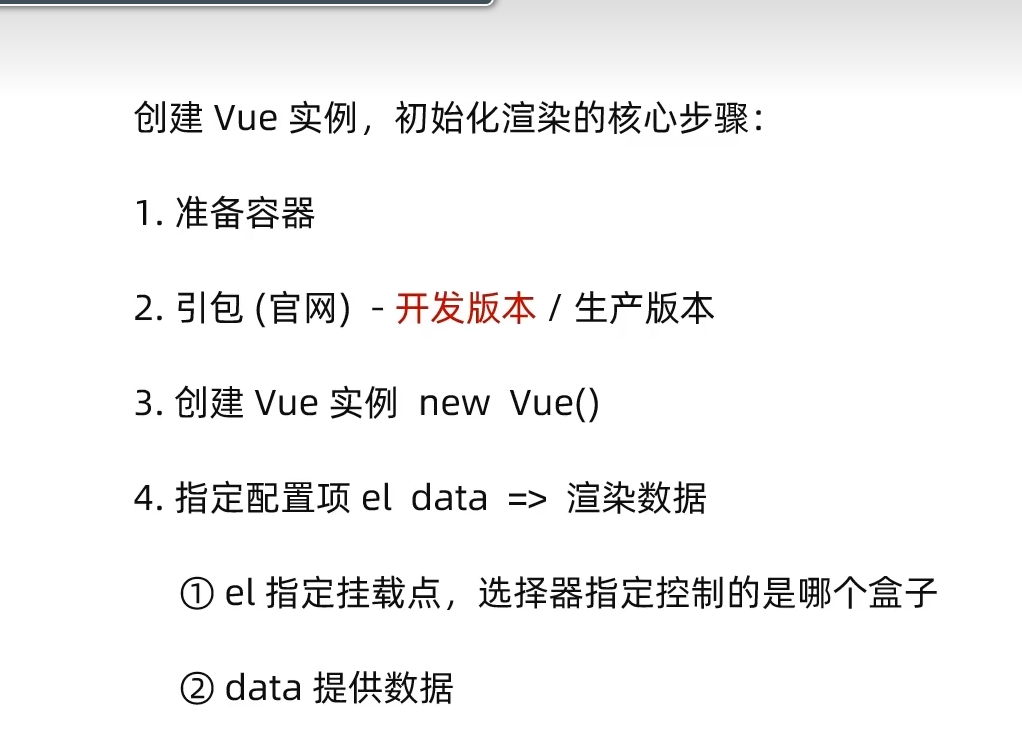 创建 Vue 实例，初始化渲染的核心步骤：
1. 准备容器
2. 引包 (官网) - 开发版本 / 生产版本
3. 创建 Vue 实例 new Vue()
4. 指定配置项 el data => 渲染数据
① el 指定挂载点，选择器指定控制的是哪个盒子
② data 提供数据